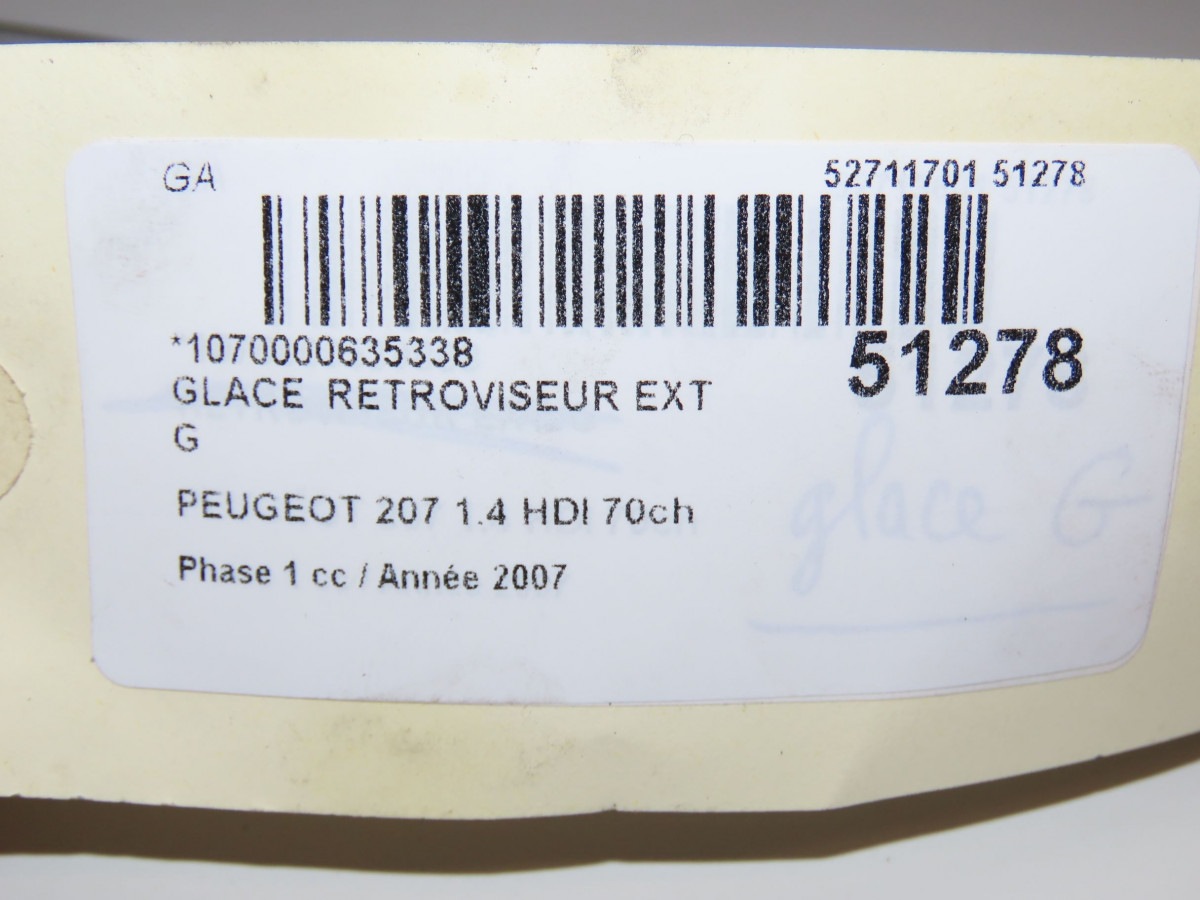 GA
52711701 51278
*1070000635338
51278
GLACE RETROVISEUR EXT
G
glace G
PEUGEOT 207 1.4 HDI 70ch
Phase 1 cc / Année 2007